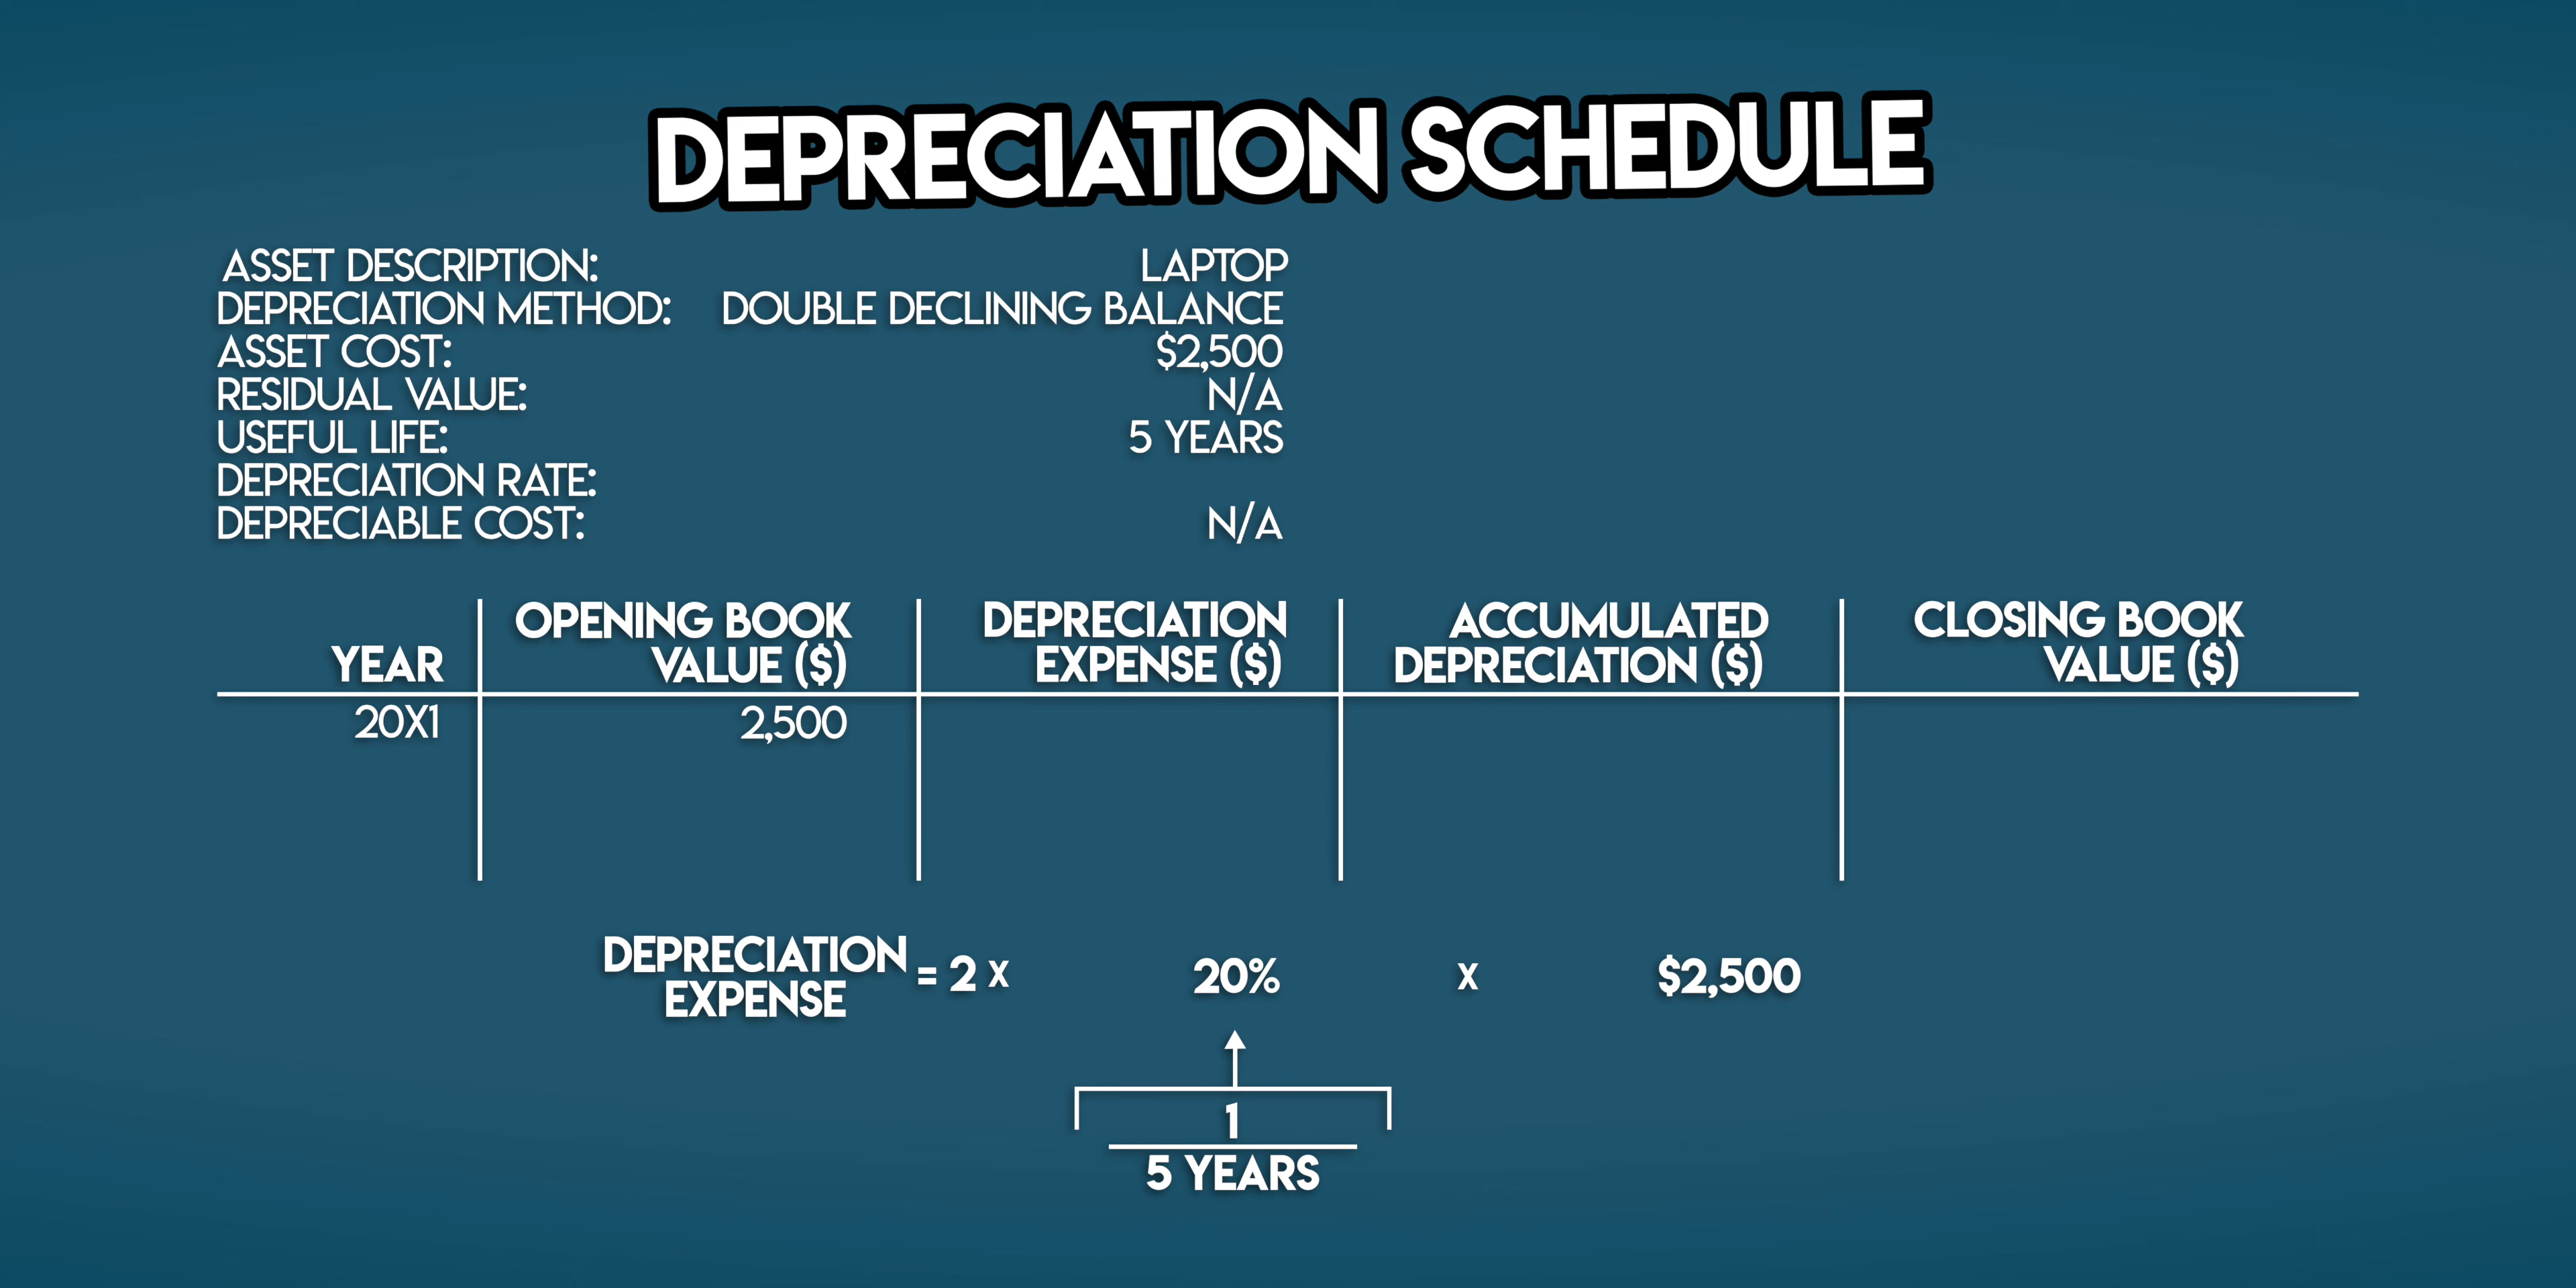 DEPRECIATION SCHEDULE
ASSET DESCRIPTION: LAPTOP
DEPRECIATION METHOD: DOUBLE DECLINING BALANCE
ASSET COST: $2,500
RESIDUAL VALUE: N/A
USEFUL LIFE: 5 YEARS
DEPRECIATION RATE:
DEPRECIABLE COST: N/A
YEAR
OPENING BOOK
VALUE ($)
DEPRECIATION
EXPENSE ($)
ACCUMULATED
DEPRECIATION ($)
CLOSING BOOK
VALUE ($)
20X1 2,500
DEPRECIATION
EXPENSE
= 2 X 20% X $2,500
1
5 YEARS